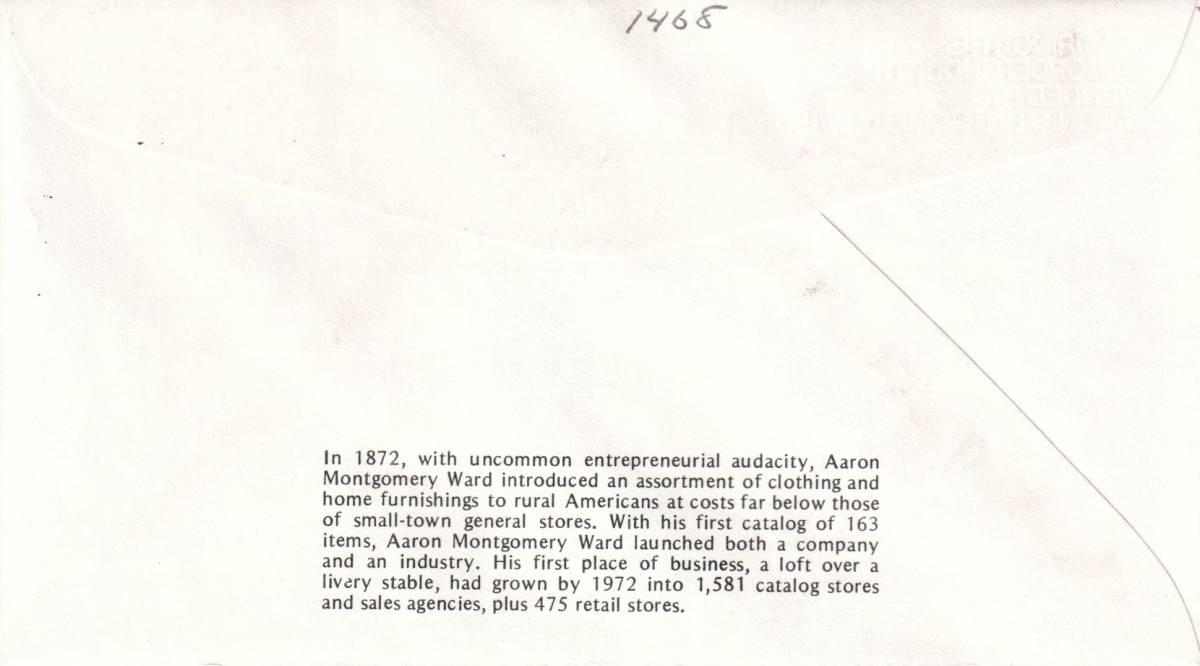 1468
In 1872, with uncommon entrepreneurial audacity, Aaron
Montgomery Ward introduced an assortment of clothing and
home furnishings to rural Americans at costs far below those
of small-town general stores. With his first catalog of 163
items, Aaron Montgomery Ward launched both a company
and an industry. His first place of business, a loft over a
livery stable, had grown by 1972 into 1,581 catalog stores
and sales agencies, plus 475 retail stores.